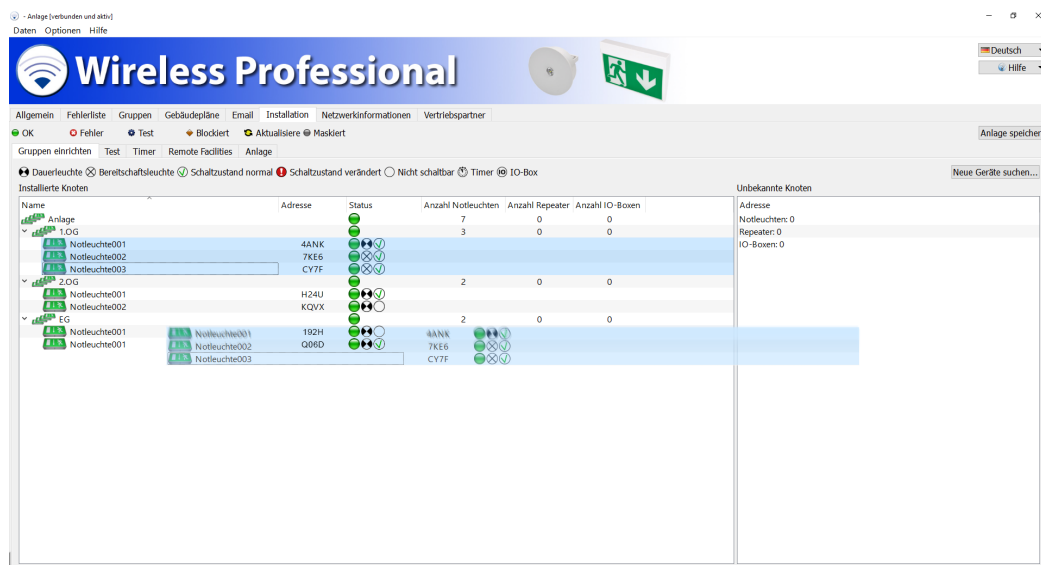 - Anlage [verbunden und aktiv]
Daten Optionen Hilfe
Wireless Professional
Deutsch
Hilfe
Allgemein Fehlerliste Gruppen Gebäudepläne Email Installation Netzwerkinformationen Vertriebspartner
OK Fehler Test Blockiert Aktualisiere Maskiert Anlage speicher
Gruppen einrichten Test Timer Remote Facilities Anlage
Dauerleuchte Bereitschaftsleuchte Schaltzustand normal Schaltzustand verändert Nicht schaltbar Timer IO-Box Neue Geräte suchen...
Installierte Knoten Unbekannte Knoten
Name Adresse Status Anzahl Notleuchten Anzahl Repeater Anzahl IO-Boxen Adresse
Anlage 7 0 0 Notleuchten: 0
1.OG 3 0 0 Repeater: 0
Notleuchte001 4ANK IO-Boxen: 0
Notleuchte002 7KE6
Notleuchte003 CY7F
2.OG 2 0 0
Notleuchte001 H24U
Notleuchte002 KQVX
EG 2 0 0
Notleuchte001 192H Notleuchte001 4ANK
Notleuchte001 Q06D Notleuchte002 7KE6
Notleuchte003 CY7F